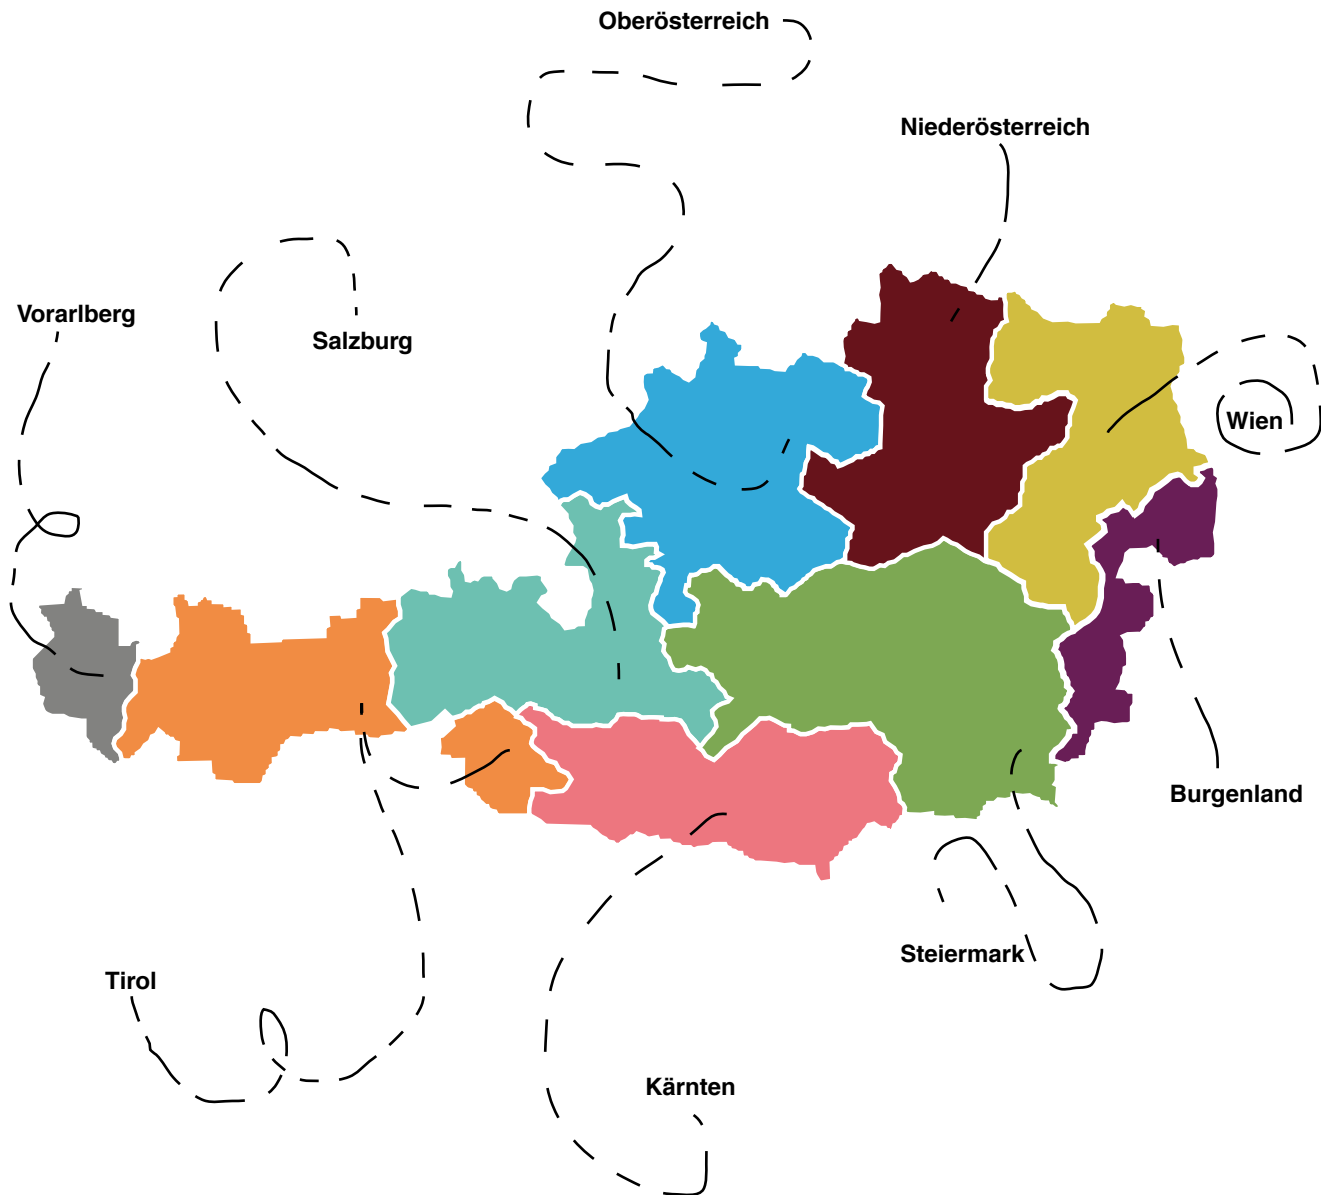 Oberösterreich
Niederösterreich
Vorarlberg
Salzburg
Wien
Burgenland
Steiermark
Tirol
Kärnten